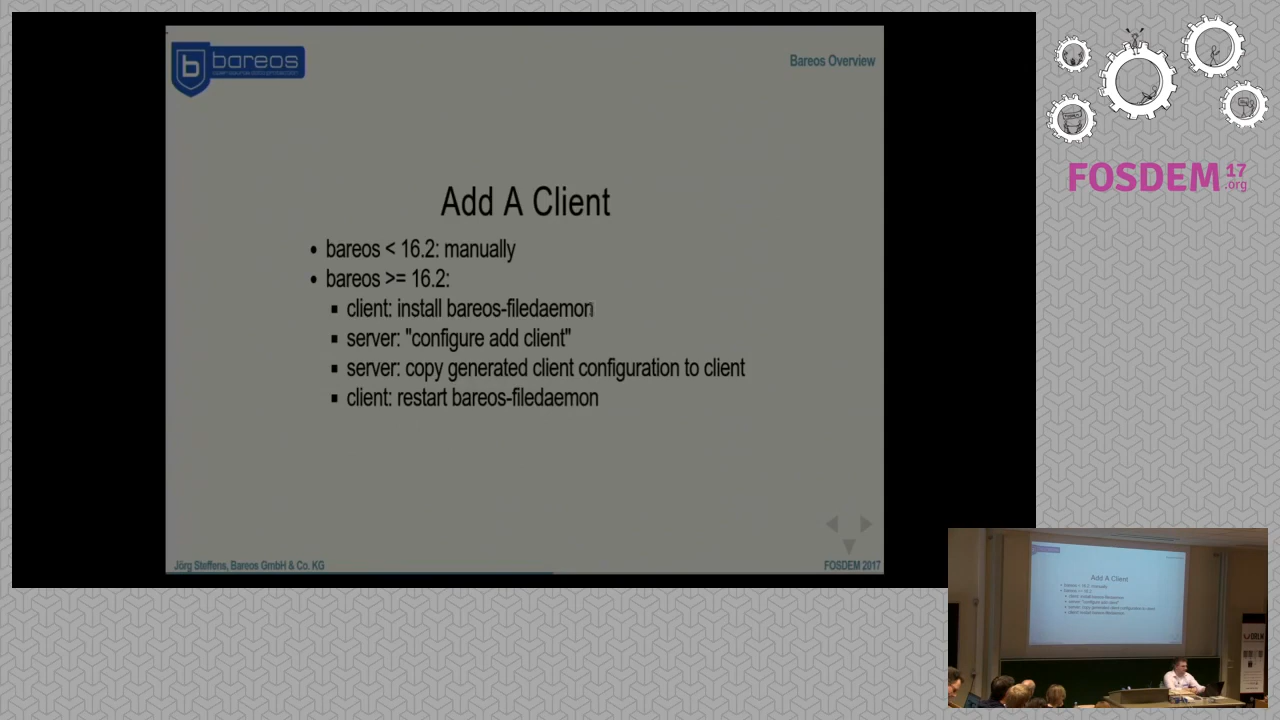 bareos
Bareos Overview
Add A Client
• bareos < 16.2: manually
• bareos >= 16.2:
▪ client: install bareos-filedaemon
▪ server: "configure add client"
▪ server: copy generated client configuration to client
▪ client: restart bareos-filedaemon
Jörg Steffens, Bareos GmbH & Co. KG
FOSDEM 2017
FOSDEM 17
.org
Add A Client